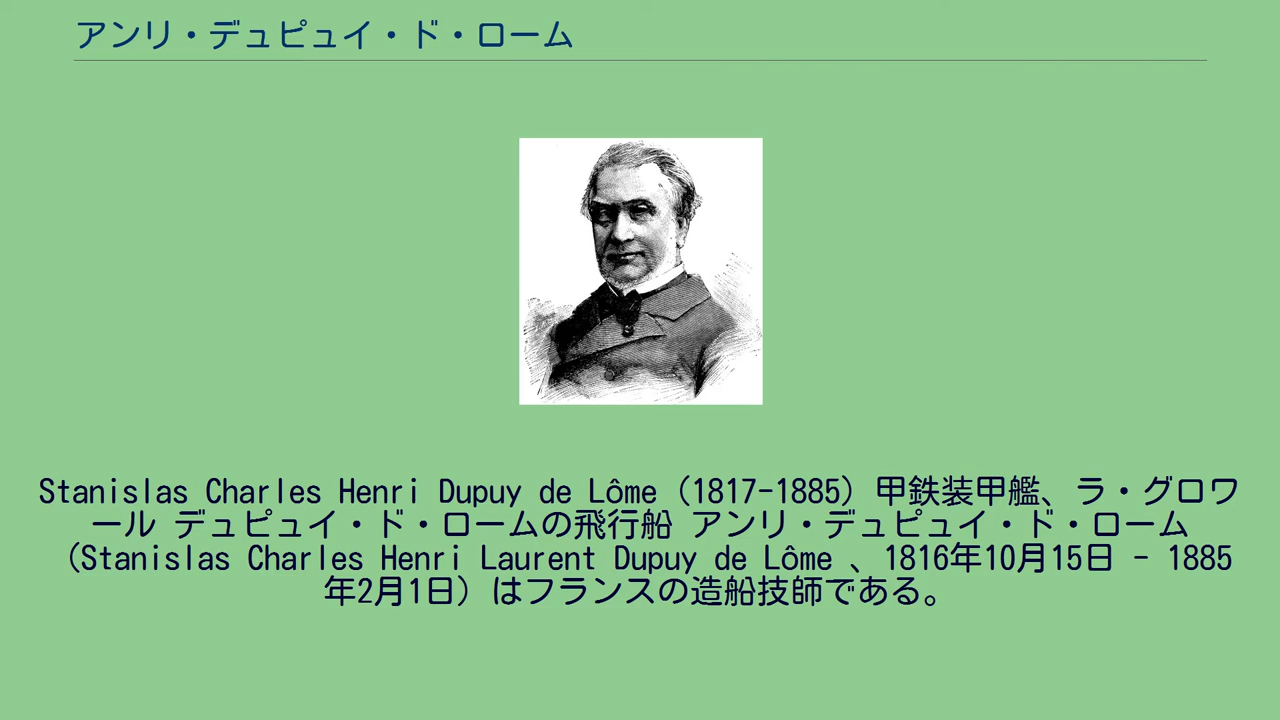 アンリ・デュピュイ・ド・ローム
Stanislas Charles Henri Dupuy de Lôme（1817-1885）甲鉄装甲艦、ラ・グロワ
ール デュピュイ・ド・ロームの飛行船 アンリ・デュピュイ・ド・ローム
（Stanislas Charles Henri Laurent Dupuy de Lôme 、1816年10月15日 - 1885
年2月1日）はフランスの造船技師である。